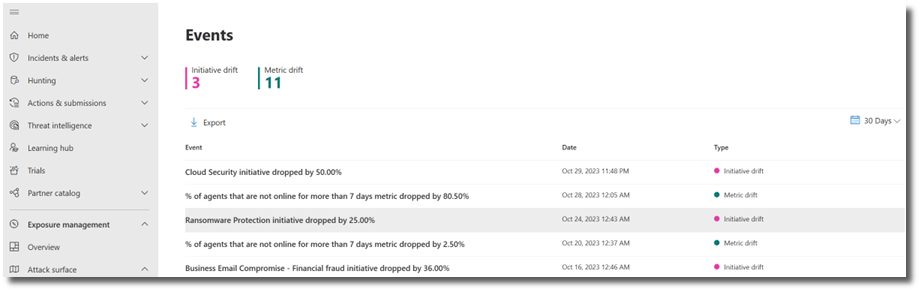 Home
Incidents & alerts
Hunting
Actions & submissions
Threat intelligence
Learning hub
Trials
Partner catalog
Exposure management
Overview
Attack surface
Events
Initiative drift Metric drift
3 11
Export 30 Days
Event Date Type
Cloud Security initiative dropped by 50.00% Oct 29, 2023 11:48 PM Initiative drift
% of agents that are not online for more than 7 days metric dropped by 80.50% Oct 28, 2023 12:05 AM Metric drift
Ransomware Protection initiative dropped by 25.00% Oct 24, 2023 12:43 AM Initiative drift
% of agents that are not online for more than 7 days metric dropped by 2.50% Oct 20, 2023 12:37 AM Metric drift
Business Email Compromise - Financial fraud initiative dropped by 36.00% Oct 16, 2023 12:46 AM Initiative drift